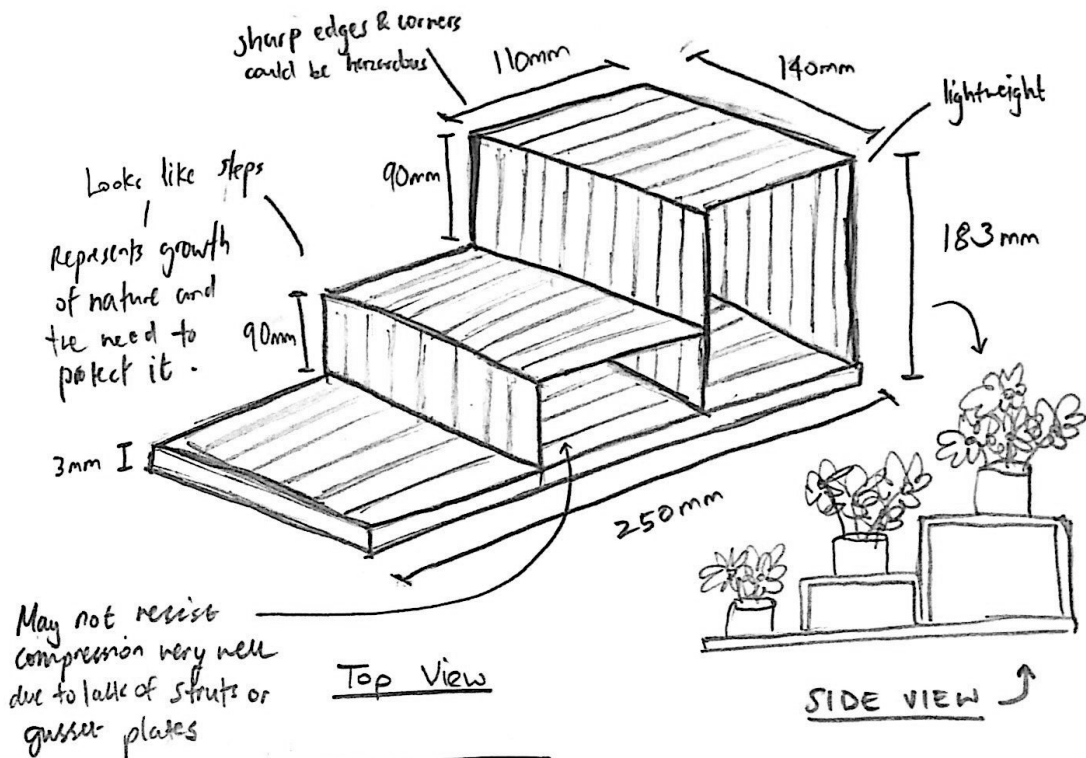 sharp edges & corners
could be hazardous
110mm
140mm
lightweight
90mm
Looks like steps
Represents growth
of nature and
the need to
protect it.
183mm
90mm
3mm
250mm
May not resist
compression very well
due to lack of struts or
gusset plates
Top View
SIDE VIEW